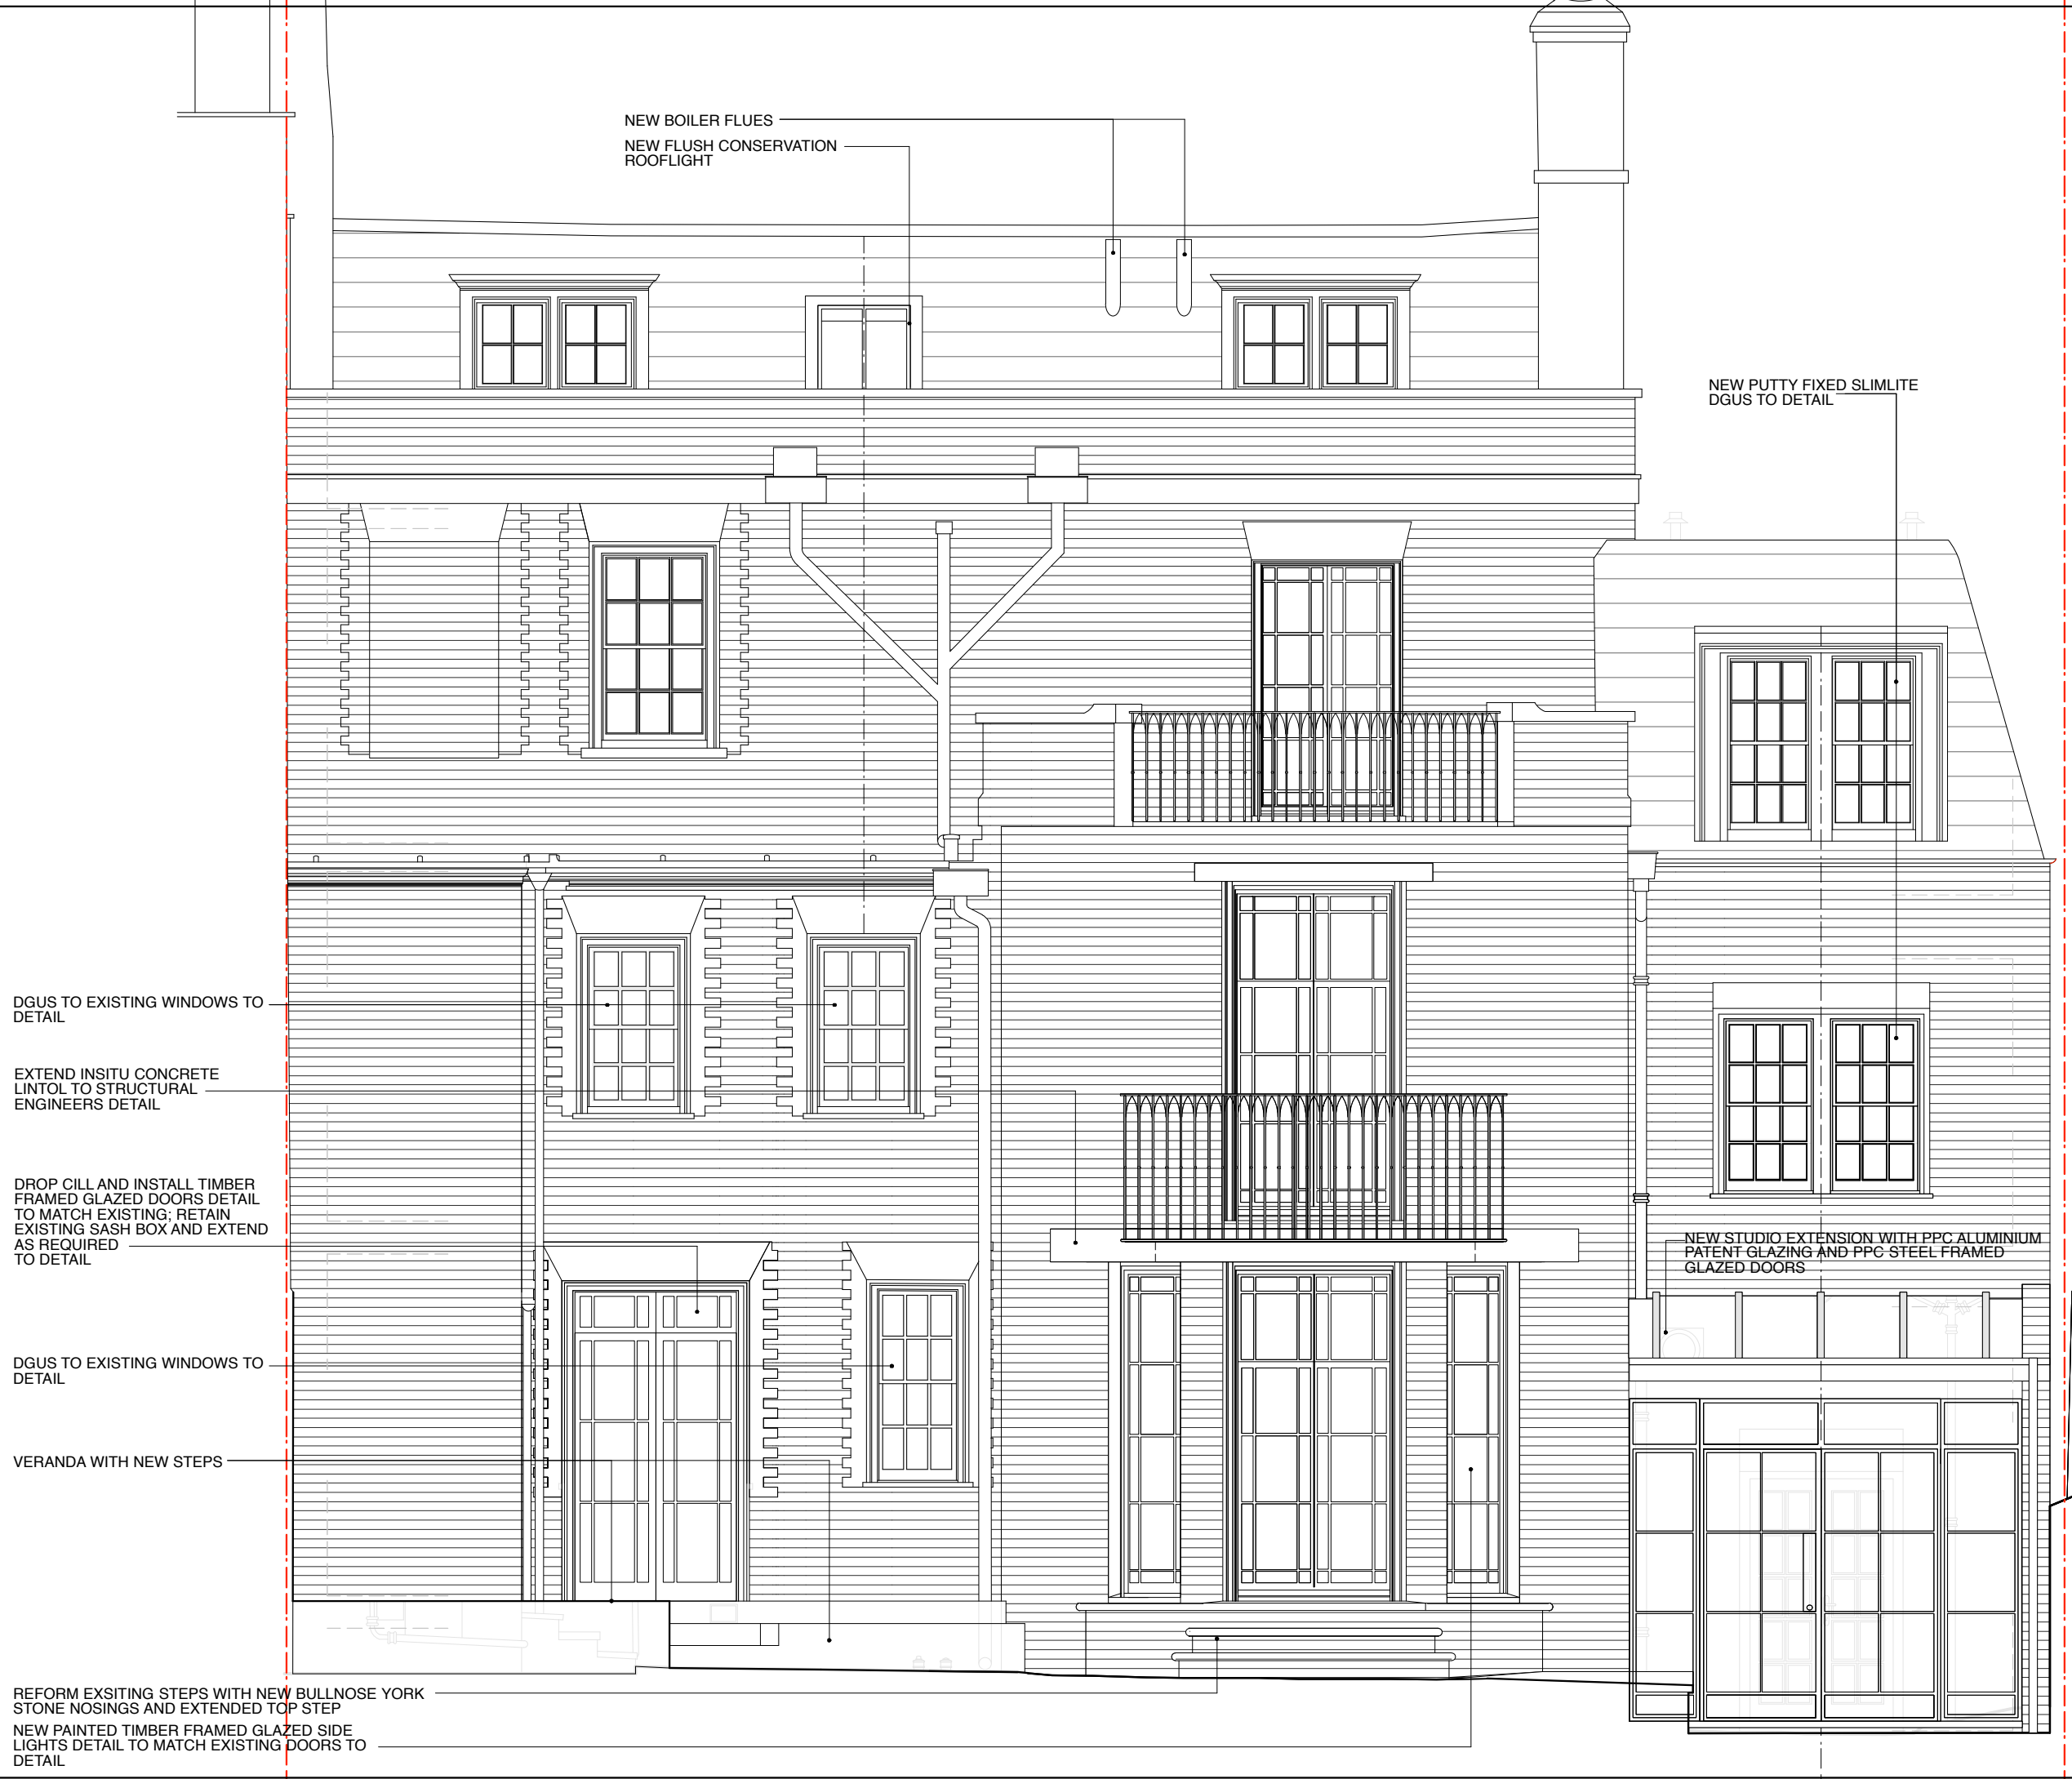 NEW BOILER FLUES
NEW FLUSH CONSERVATION
ROOFLIGHT
NEW PUTTY FIXED SLIMLITE
DGUS TO DETAIL
DGUS TO EXISTING WINDOWS TO
DETAIL
EXTEND INSITU CONCRETE
LINTOL TO STRUCTURAL
ENGINEERS DETAIL
DROP CILL AND INSTALL TIMBER
FRAMED GLAZED DOORS DETAIL
TO MATCH EXISTING; RETAIN
EXISTING SASH BOX AND EXTEND
AS REQUIRED
TO DETAIL
NEW STUDIO EXTENSION WITH PPC ALUMINIUM
PATENT GLAZING AND PPC STEEL FRAMED
GLAZED DOORS
DGUS TO EXISTING WINDOWS TO
DETAIL
VERANDA WITH NEW STEPS
REFORM EXSITING STEPS WITH NEW BULLNOSE YORK
STONE NOSINGS AND EXTENDED TOP STEP
NEW PAINTED TIMBER FRAMED GLAZED SIDE
LIGHTS DETAIL TO MATCH EXISTING DOORS TO
DETAIL